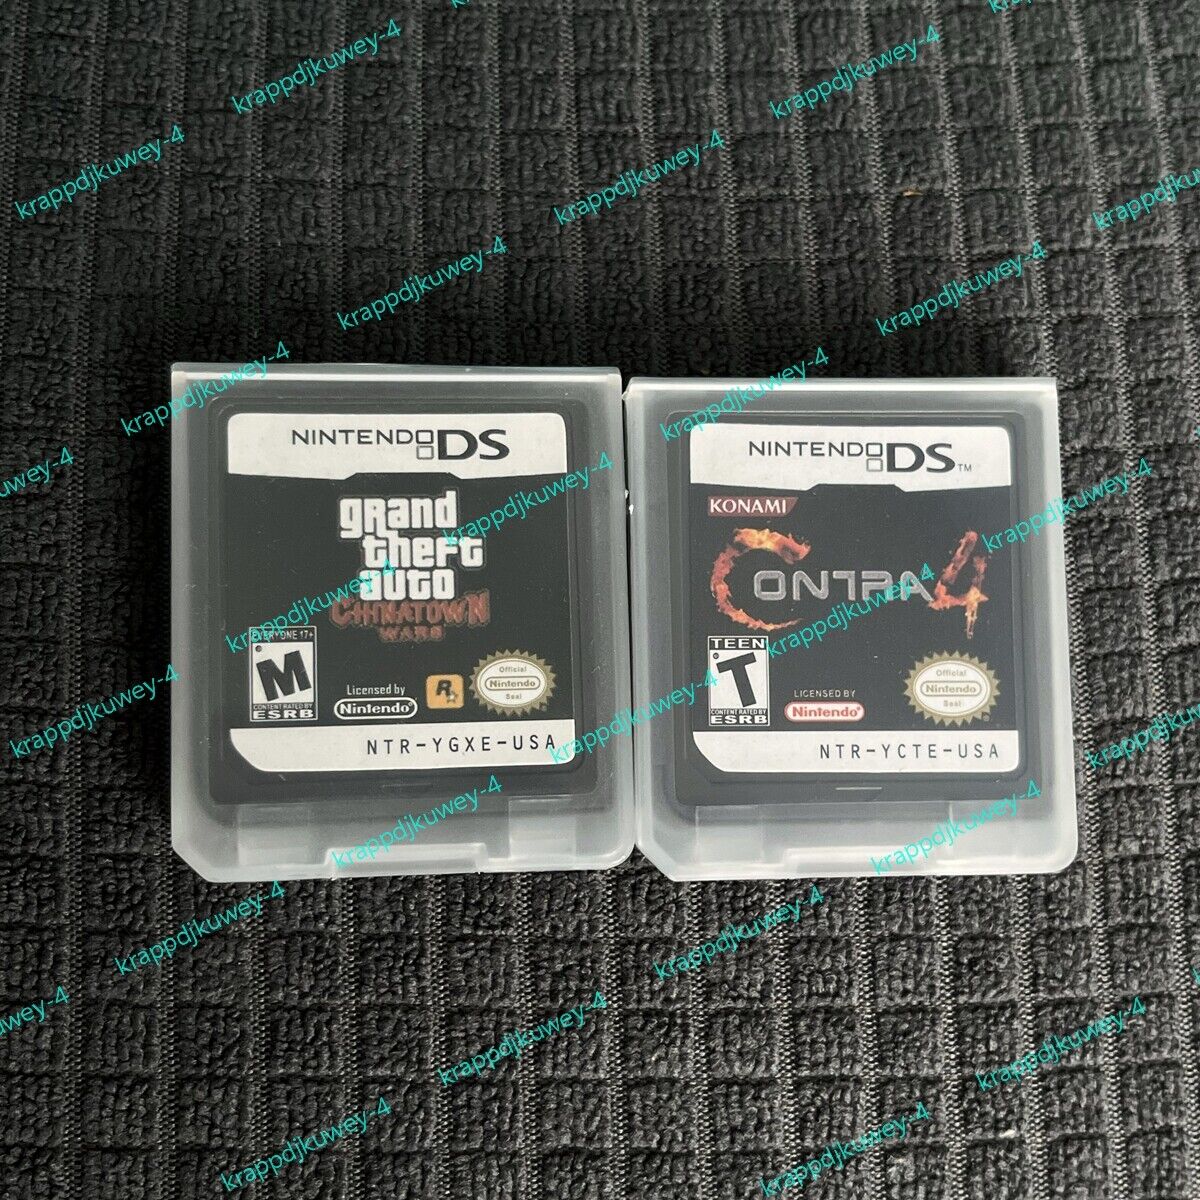 NINTENDO DS
grand
theft
auto
CHINATOWN
WARS
EVERYONE 17+
M
CONTENT RATED BY
ESRB
Licensed by
Nintendo
R
Official
Nintendo
Seal
NTR-YGXE-USA
NINTENDO DS™
KONAMI
CONTRA 4
TEEN
T
CONTENT RATED BY
ESRB
LICENSED BY
Nintendo
Official
Nintendo
Seal
NTR-YCTE-USA
krappdjkuwey-4